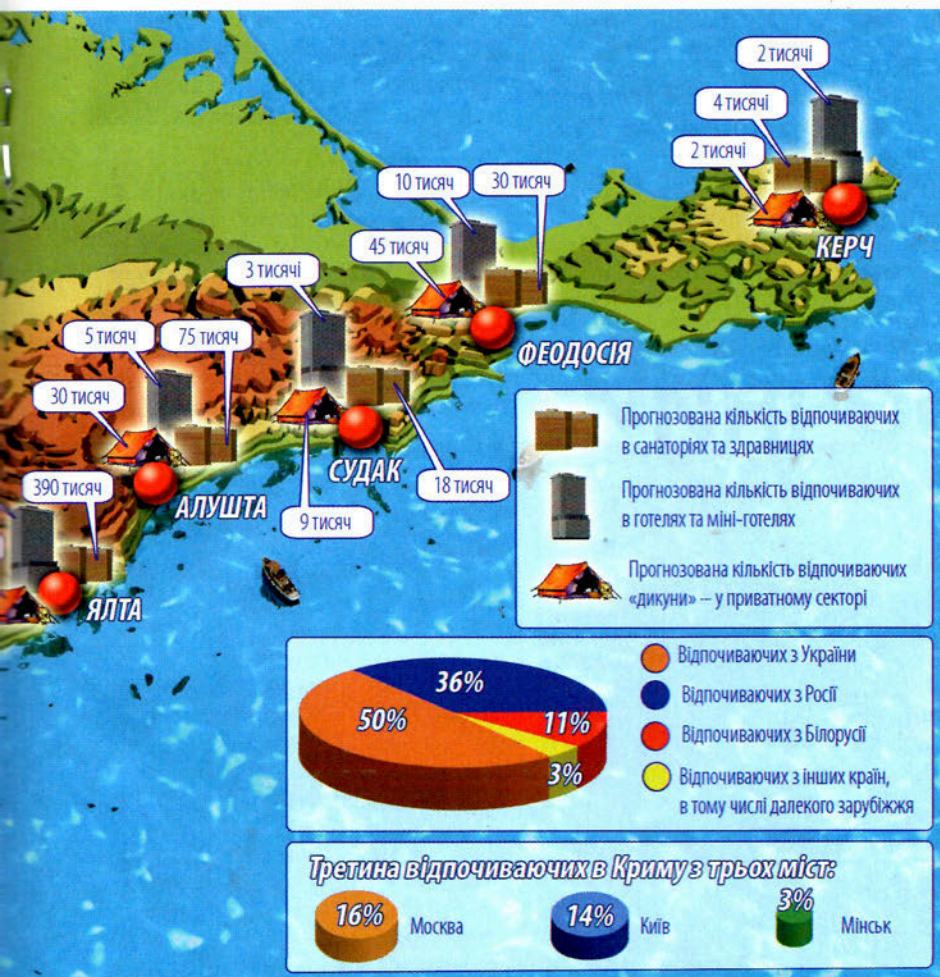 2 тисячі
4 тисячі
2 тисячі
КЕРЧ
10 тисяч
30 тисяч
45 тисяч
ФЕОДОСІЯ
3 тисячі
СУДАК
18 тисяч
9 тисяч
5 тисяч
75 тисяч
30 тисяч
АЛУШТА
390 тисяч
ЯЛТА
Прогнозована кількість відпочиваючих
в санаторіях та здравницях
Прогнозована кількість відпочиваючих
в готелях та міні-готелях
Прогнозована кількість відпочиваючих
«дикуни» – у приватному секторі
36%
50%
11%
3%
Відпочиваючих з України
Відпочиваючих з Росії
Відпочиваючих з Білорусії
Відпочиваючих з інших країн,
в тому числі далекого зарубіжжя
Третина відпочиваючих в Криму з трьох міст:
16% Москва
14% Київ
3% Мінськ